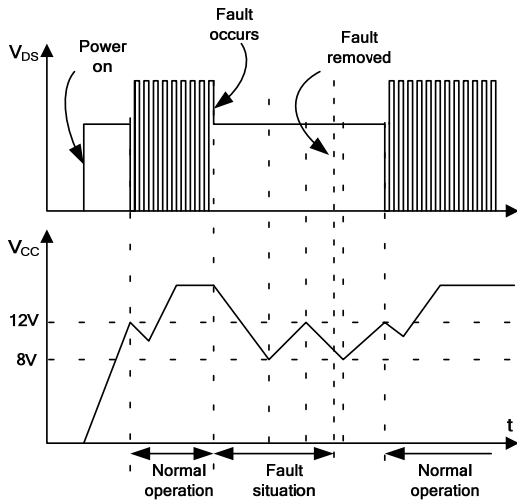 Fault
occurs
Power
on
Fault
removed
VDS
VCC
12V
8V
t
Normal
operation
Fault
situation
Normal
operation